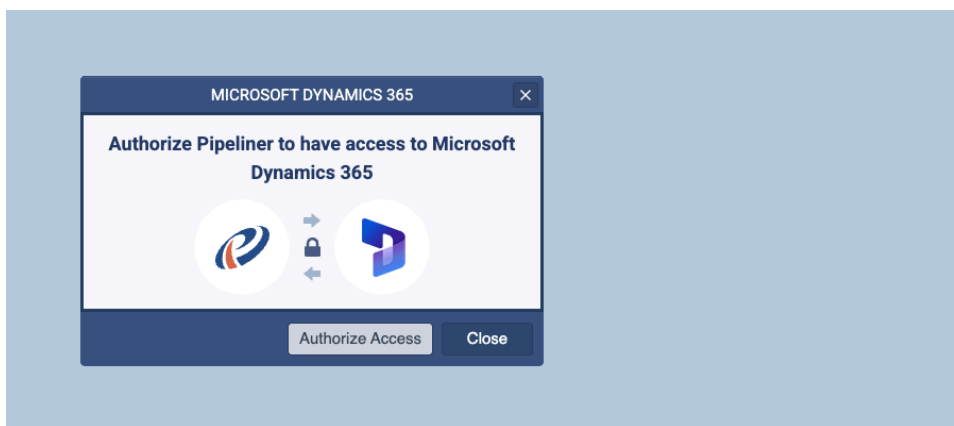 MICROSOFT DYNAMICS 365
Authorize Pipeliner to have access to Microsoft
Dynamics 365
Authorize Access
Close